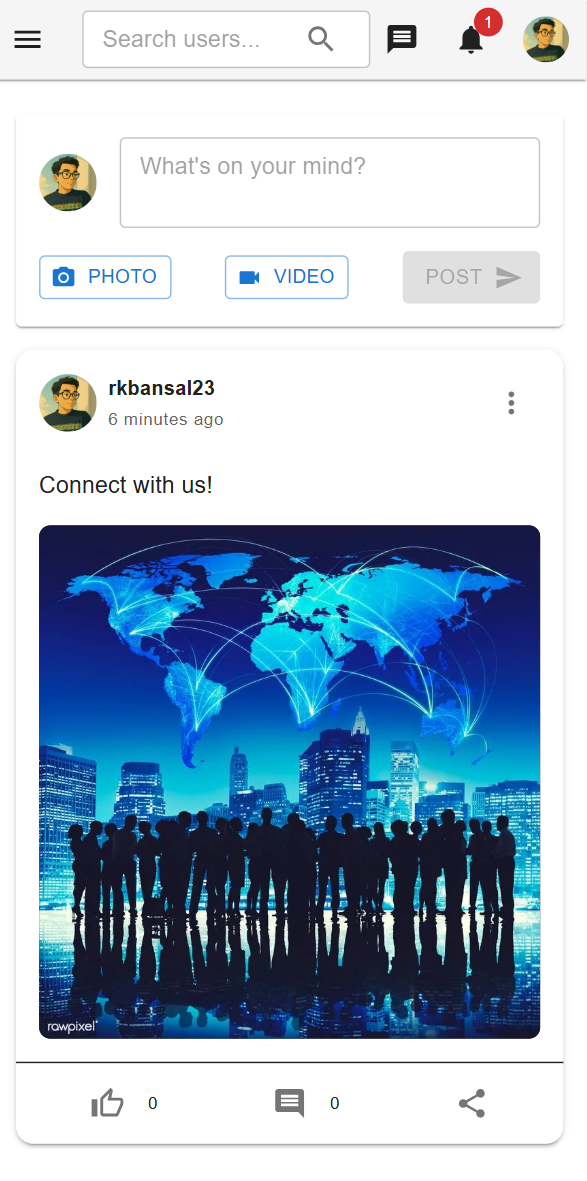 Search users...
1
What's on your mind?
PHOTO
VIDEO
POST
rkbansal23
6 minutes ago
Connect with us!
rawpixel
0
0